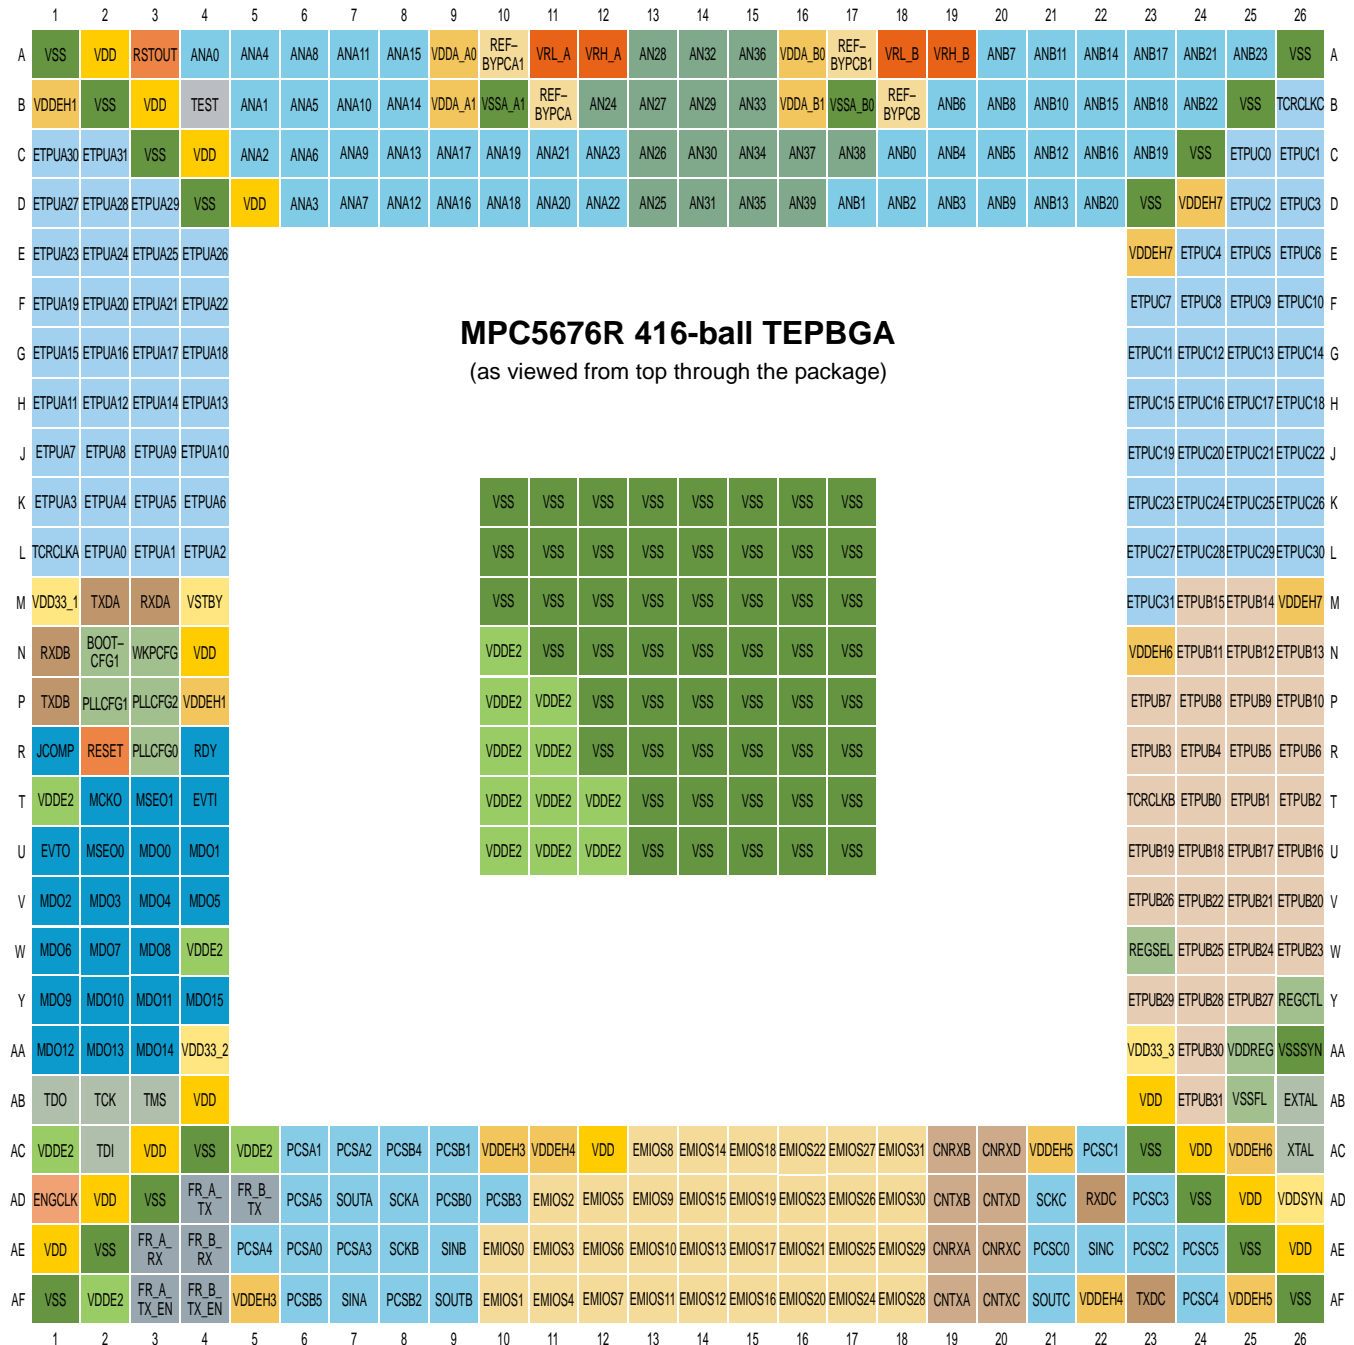 1 2 3 4 5 6 7 8 9 10 11 12 13 14 15 16 17 18 19 20 21 22 23 24 25 26
A VSS VDD RSTOUT ANA0 ANA4 ANA8 ANA11 ANA15 VDDA_A0 REF–BYPCA1 VRL_A VRH_A AN28 AN32 AN36 VDDA_B0 REF–BYPCB1 VRL_B VRH_B ANB7 ANB11 ANB14 ANB17 ANB21 ANB23 VSS A
B VDDEH1 VSS VDD TEST ANA1 ANA5 ANA10 ANA14 VDDA_A1 VSSA_A1 REF–BYPCA AN24 AN27 AN29 AN33 VDDA_B1 VSSA_B0 REF–BYPCB ANB6 ANB8 ANB10 ANB15 ANB18 ANB22 VSS TCRCLKC B
C ETPUA30 ETPUA31 VSS VDD ANA2 ANA6 ANA9 ANA13 ANA17 ANA19 ANA21 ANA23 AN26 AN30 AN34 AN37 AN38 ANB0 ANB4 ANB5 ANB12 ANB16 ANB19 VSS ETPUC0 ETPUC1 C
D ETPUA27 ETPUA28 ETPUA29 VSS VDD ANA3 ANA7 ANA12 ANA16 ANA18 ANA20 ANA22 AN25 AN31 AN35 AN39 ANB1 ANB2 ANB3 ANB9 ANB13 ANB20 VSS VDDEH7 ETPUC2 ETPUC3 D
E ETPUA23 ETPUA24 ETPUA25 ETPUA26 VDDEH7 ETPUC4 ETPUC5 ETPUC6 E
F ETPUA19 ETPUA20 ETPUA21 ETPUA22 ETPUC7 ETPUC8 ETPUC9 ETPUC10 F
MPC5676R 416-ball TEPBGA
G ETPUA15 ETPUA16 ETPUA17 ETPUA18 ETPUC11 ETPUC12 ETPUC13 ETPUC14 G
(as viewed from top through the package)
H ETPUA11 ETPUA12 ETPUA14 ETPUA13 ETPUC15 ETPUC16 ETPUC17 ETPUC18 H
J ETPUA7 ETPUA8 ETPUA9 ETPUA10 ETPUC19 ETPUC20 ETPUC21 ETPUC22 J
K ETPUA3 ETPUA4 ETPUA5 ETPUA6 VSS VSS VSS VSS VSS VSS VSS VSS ETPUC23 ETPUC24 ETPUC25 ETPUC26 K
L TCRCLKA ETPUA0 ETPUA1 ETPUA2 VSS VSS VSS VSS VSS VSS VSS VSS ETPUC27 ETPUC28 ETPUC29 ETPUC30 L
M VDD33_1 TXDA RXDA VSTBY VSS VSS VSS VSS VSS VSS VSS VSS ETPUC31 ETPUB15 ETPUB14 VDDEH7 M
N RXDB BOOT–CFG1 WKPCFG VDD VDDE2 VSS VSS VSS VSS VSS VSS VSS VDDEH6 ETPUB11 ETPUB12 ETPUB13 N
P TXDB PLLCFG1 PLLCFG2 VDDEH1 VDDE2 VDDE2 VSS VSS VSS VSS VSS VSS ETPUB7 ETPUB8 ETPUB9 ETPUB10 P
R JCOMP RESET PLLCFG0 RDY VDDE2 VDDE2 VSS VSS VSS VSS VSS VSS ETPUB3 ETPUB4 ETPUB5 ETPUB6 R
T VDDE2 MCKO MSEO1 EVTI VDDE2 VDDE2 VDDE2 VSS VSS VSS VSS VSS TCRCLKB ETPUB0 ETPUB1 ETPUB2 T
U EVTO MSEO0 MDO0 MDO1 VDDE2 VDDE2 VDDE2 VSS VSS VSS VSS VSS ETPUB19 ETPUB18 ETPUB17 ETPUB16 U
V MDO2 MDO3 MDO4 MDO5 ETPUB26 ETPUB22 ETPUB21 ETPUB20 V
W MDO6 MDO7 MDO8 VDDE2 REGSEL ETPUB25 ETPUB24 ETPUB23 W
Y MDO9 MDO10 MDO11 MDO15 ETPUB29 ETPUB28 ETPUB27 REGCTL Y
AA MDO12 MDO13 MDO14 VDD33_2 VDD33_3 ETPUB30 VDDREG VSSSYN AA
AB TDO TCK TMS VDD VDD ETPUB31 VSSFL EXTAL AB
AC VDDE2 TDI VDD VSS VDDE2 PCSA1 PCSA2 PCSB4 PCSB1 VDDEH3 VDDEH4 VDD EMIOS8 EMIOS14 EMIOS18 EMIOS22 EMIOS27 EMIOS31 CNRXB CNRXD VDDEH5 PCSC1 VSS VDD VDDEH6 XTAL AC
AD ENGCLK VDD VSS FR_A_TX FR_B_TX PCSA5 SOUTA SCKA PCSB0 PCSB3 EMIOS2 EMIOS5 EMIOS9 EMIOS15 EMIOS19 EMIOS23 EMIOS26 EMIOS30 CNTXB CNTXD SCKC RXDC PCSC3 VSS VDD VDDSYN AD
AE VDD VSS FR_A_RX FR_B_RX PCSA4 PCSA0 PCSA3 SCKB SINB EMIOS0 EMIOS3 EMIOS6 EMIOS10 EMIOS13 EMIOS17 EMIOS21 EMIOS25 EMIOS29 CNRXA CNRXC PCSC0 SINC PCSC2 PCSC5 VSS VDD AE
AF VSS VDDE2 FR_A_TX_EN FR_B_TX_EN VDDEH3 PCSB5 SINA PCSB2 SOUTB EMIOS1 EMIOS4 EMIOS7 EMIOS11 EMIOS12 EMIOS16 EMIOS20 EMIOS24 EMIOS28 CNTXA CNTXC SOUTC VDDEH4 TXDC PCSC4 VDDEH5 VSS AF
1 2 3 4 5 6 7 8 9 10 11 12 13 14 15 16 17 18 19 20 21 22 23 24 25 26